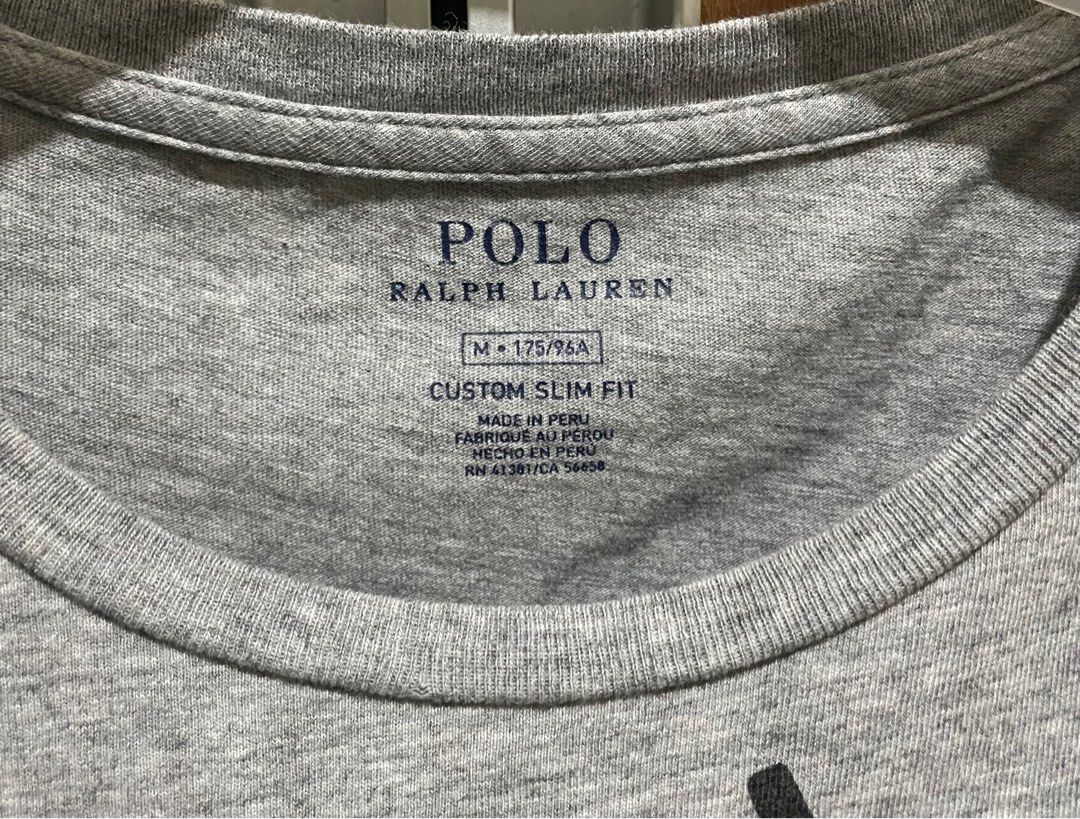 POLO
RALPH LAUREN
M • 175/96A
CUSTOM SLIM FIT
MADE IN PERU
FABRIQUÉ AU PÉROU
HECHO EN PERÚ
RN 41381/CA 56658